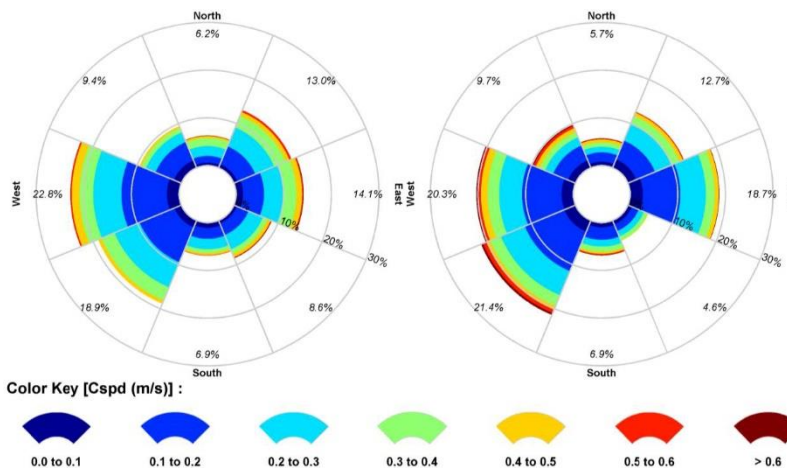 North
North
6.2%
5.7%
9.4%
13.0%
9.7%
12.7%
West
22.8%
14.1%
East
West
20.3%
18.7%
10%
20%
30%
10%
20%
30%
18.9%
8.6%
21.4%
4.6%
6.9%
6.9%
South
South
Color Key [Cspd (m/s)] :
0.0 to 0.1
0.1 to 0.2
0.2 to 0.3
0.3 to 0.4
0.4 to 0.5
0.5 to 0.6
> 0.6